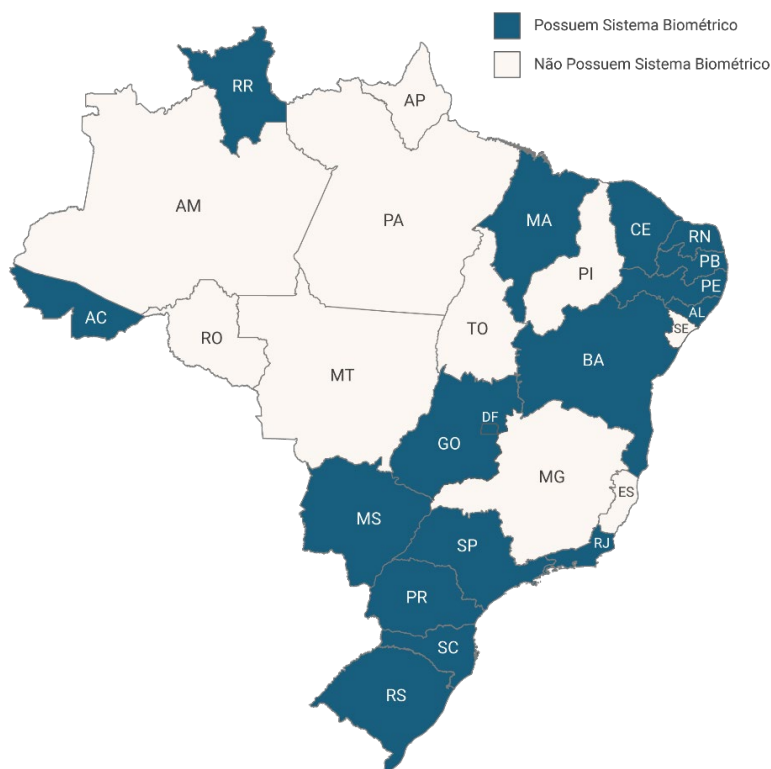 Possuem Sistema Biométrico
Não Possuem Sistema Biométrico
RR
AP
AM
PA
MA
CE
RN
PB
PE
AL
SE
PI
AC
RO
TO
BA
MT
DF
GO
MG
ES
MS
SP
RJ
PR
SC
RS